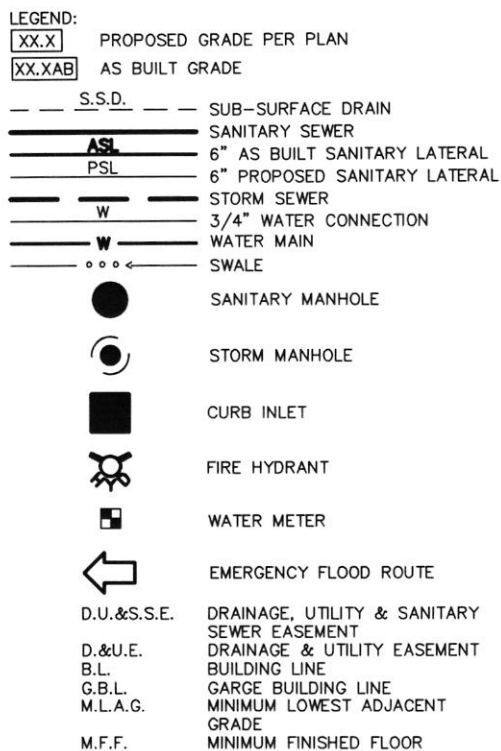 LEGEND:
XX.X PROPOSED GRADE PER PLAN
XX.XAB AS BUILT GRADE
S.S.D. SUB-SURFACE DRAIN
SANITARY SEWER
ASL 6" AS BUILT SANITARY LATERAL
PSL 6" PROPOSED SANITARY LATERAL
STORM SEWER
W 3/4" WATER CONNECTION
W WATER MAIN
SWALE
SANITARY MANHOLE
STORM MANHOLE
CURB INLET
FIRE HYDRANT
WATER METER
EMERGENCY FLOOD ROUTE
D.U.&S.S.E. DRAINAGE, UTILITY & SANITARY
SEWER EASEMENT
D.&U.E. DRAINAGE & UTILITY EASEMENT
B.L. BUILDING LINE
G.B.L. GARGE BUILDING LINE
M.L.A.G. MINIMUM LOWEST ADJACENT
GRADE
M.F.F. MINIMUM FINISHED FLOOR